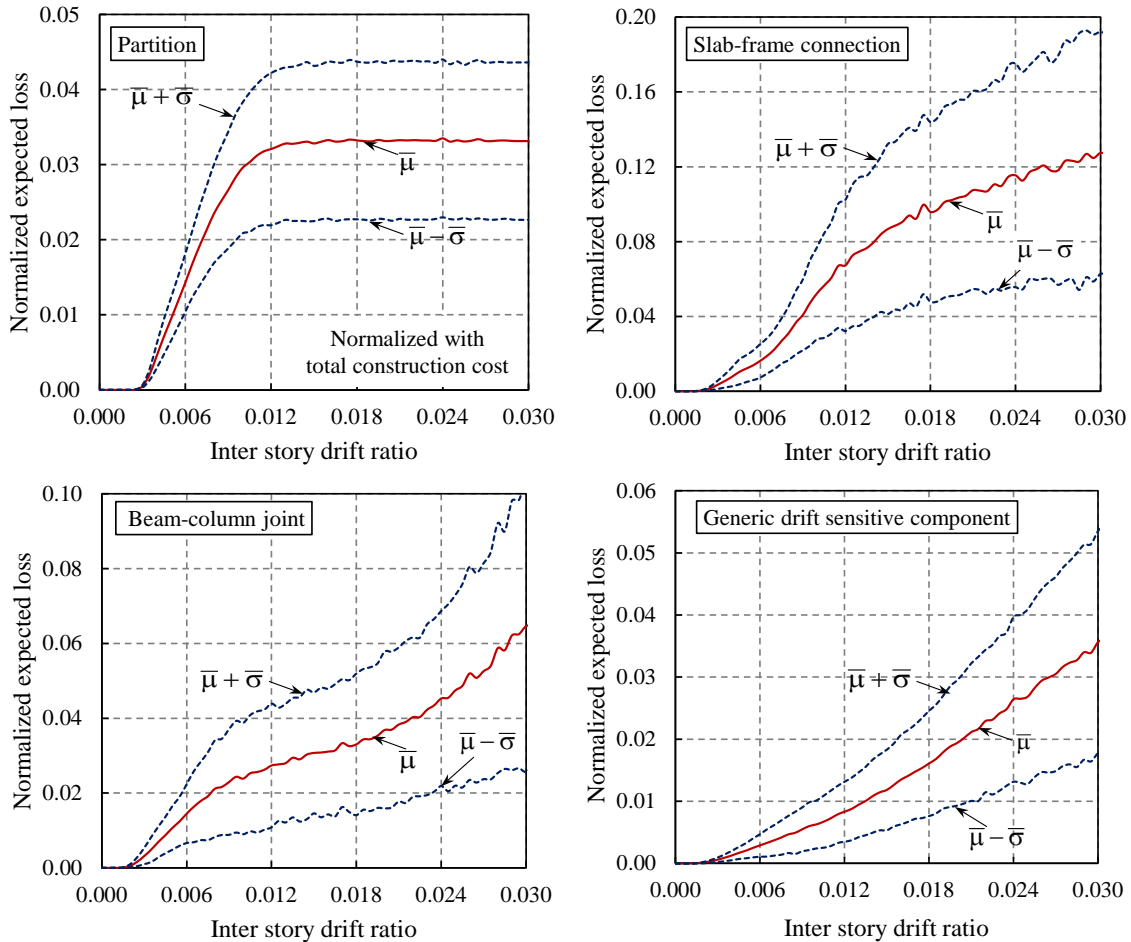 0.05
0.04
0.03
0.02
0.01
0.00
Normalized expected loss
Partition
μ̅ + σ̅
μ̅
μ̅ − σ̅
Normalized with
total construction cost
0.000 0.006 0.012 0.018 0.024 0.030
Inter story drift ratio
0.20
0.16
0.12
0.08
0.04
0.00
Normalized expected loss
Slab-frame connection
μ̅ + σ̅
μ̅
μ̅ − σ̅
0.000 0.006 0.012 0.018 0.024 0.030
Inter story drift ratio
0.10
0.08
0.06
0.04
0.02
0.00
Normalized expected loss
Beam-column joint
μ̅ + σ̅
μ̅ − σ̅
μ̅
0.000 0.006 0.012 0.018 0.024 0.030
Inter story drift ratio
0.06
0.05
0.04
0.03
0.02
0.01
0.00
Normalized expected loss
Generic drift sensitive component
μ̅ + σ̅
μ̅
μ̅ − σ̅
0.000 0.006 0.012 0.018 0.024 0.030
Inter story drift ratio